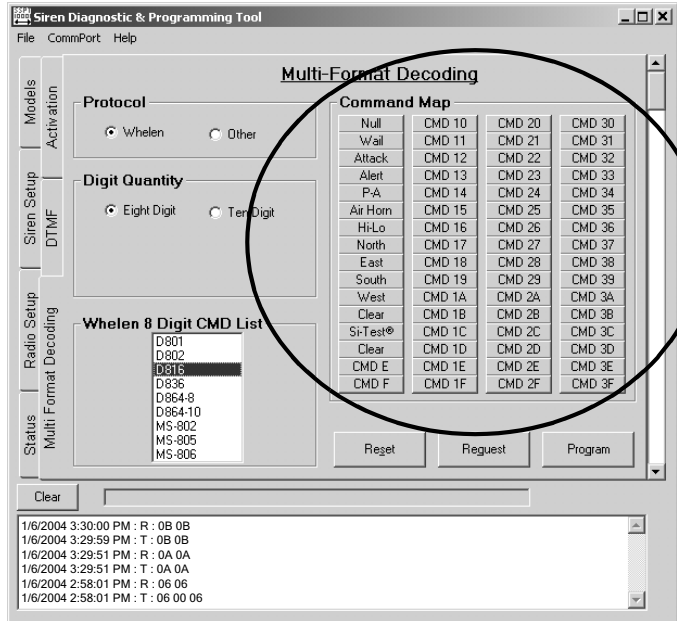 Siren Diagnostic & Programming Tool
File CommPort Help
Multi-Format Decoding
Models
Siren Setup
Radio Setup
Status
Activation
DTMF
Multi Format Decoding
Protocol
Whelen Other
Digit Quantity
Eight Digit Ten Digit
Whelen 8 Digit CMD List
D801
D802
D816
D836
D864-8
D864-10
MS-802
MS-805
MS-806
Command Map
Null CMD 10 CMD 20 CMD 30
Wail CMD 11 CMD 21 CMD 31
Attack CMD 12 CMD 22 CMD 32
Alert CMD 13 CMD 23 CMD 33
P-A CMD 14 CMD 24 CMD 34
Air Horn CMD 15 CMD 25 CMD 35
Hi-Lo CMD 16 CMD 26 CMD 36
North CMD 17 CMD 27 CMD 37
East CMD 18 CMD 28 CMD 38
South CMD 19 CMD 29 CMD 39
West CMD 1A CMD 2A CMD 3A
Clear CMD 1B CMD 2B CMD 3B
Si-Test® CMD 1C CMD 2C CMD 3C
Clear CMD 1D CMD 2D CMD 3D
CMD E CMD 1E CMD 2E CMD 3E
CMD F CMD 1F CMD 2F CMD 3F
Reset Request Program
Clear
1/6/2004 3:30:00 PM : R : 0B 0B
1/6/2004 3:29:59 PM : T : 0B 0B
1/6/2004 3:29:51 PM : R : 0A 0A
1/6/2004 3:29:51 PM : T : 0A 0A
1/6/2004 2:58:01 PM : R : 06 06
1/6/2004 2:58:01 PM : T : 06 00 06